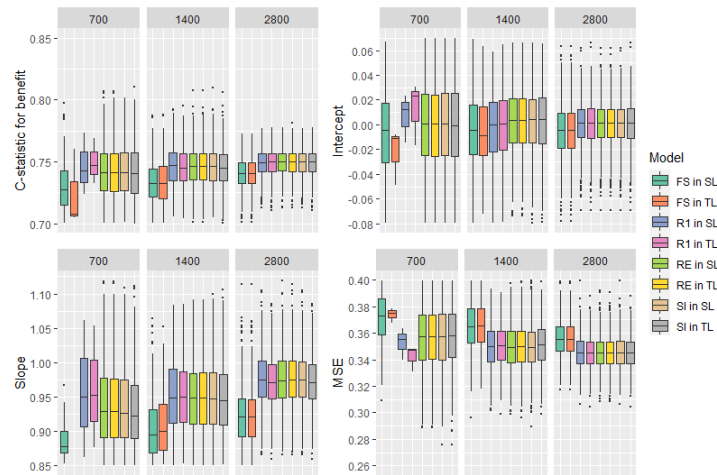 700 1400 2800
C-statistic for benefit
0.85
0.80
0.75
0.70
700 1400 2800
Intercept
0.06
0.04
0.02
0.00
-0.02
-0.04
-0.06
-0.08
700 1400 2800
Slope
1.10
1.05
1.00
0.95
0.90
0.85
700 1400 2800
MSE
0.40
0.38
0.36
0.34
0.32
0.30
0.28
0.26
Model
FS in SL
FS in TL
R1 in SL
R1 in TL
RE in SL
RE in TL
SI in SL
SI in TL